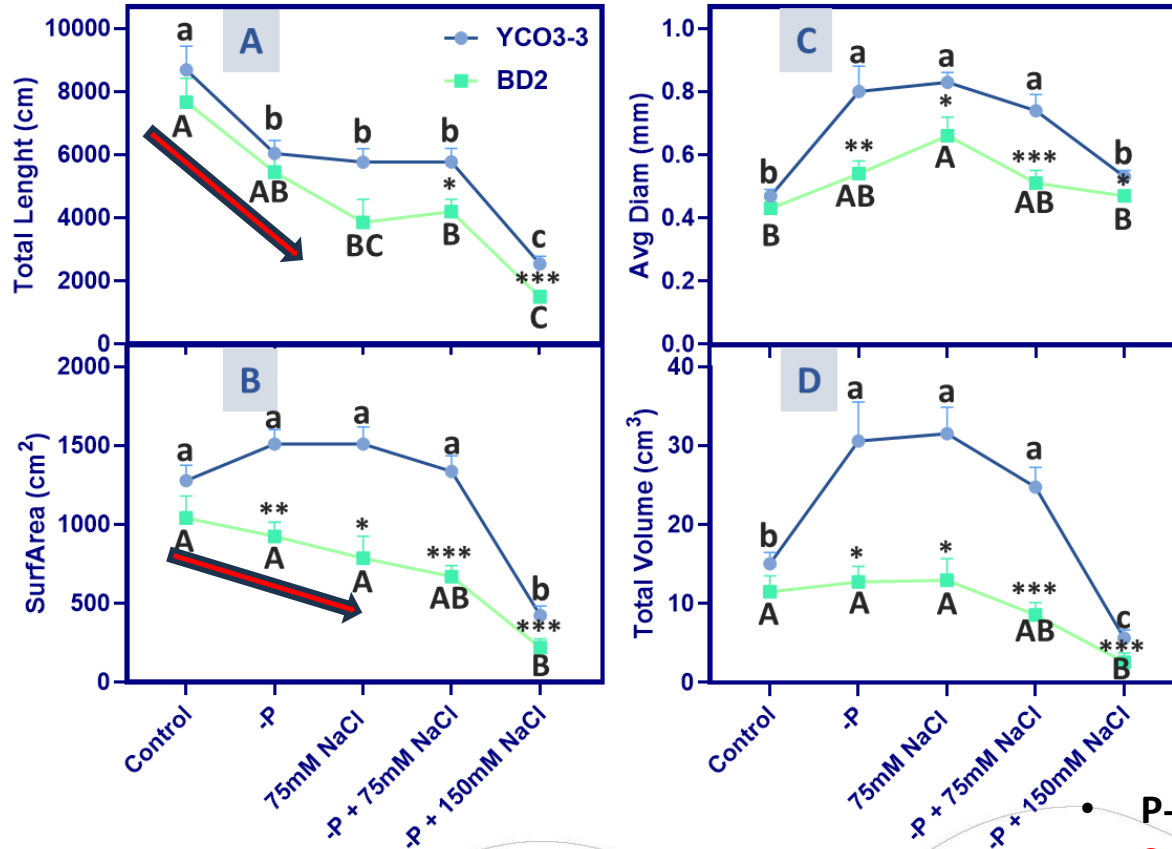 A
YCO3-3
BD2
Total Lenght (cm)
10000
8000
6000
4000
2000
0
a
b
b
b
c
A
AB
BC
*
B
***
C
C
Avg Diam (mm)
1.0
0.8
0.6
0.4
0.2
0.0
b
a
a
a
b
B
**
AB
*
A
***
AB
*
B
B
SurfArea (cm2)
2000
1500
1000
500
0
a
a
a
a
b
A
**
A
*
A
***
AB
***
B
D
Total Volume (cm3)
40
30
20
10
0
b
a
a
a
c
A
*
A
*
A
***
AB
***
B
Control
-P
75mM NaCl
-P + 75mM NaCl
-P + 150mM NaCl
Control
-P
75mM NaCl
-P + 75mM NaCl
-P + 150mM NaCl
P-